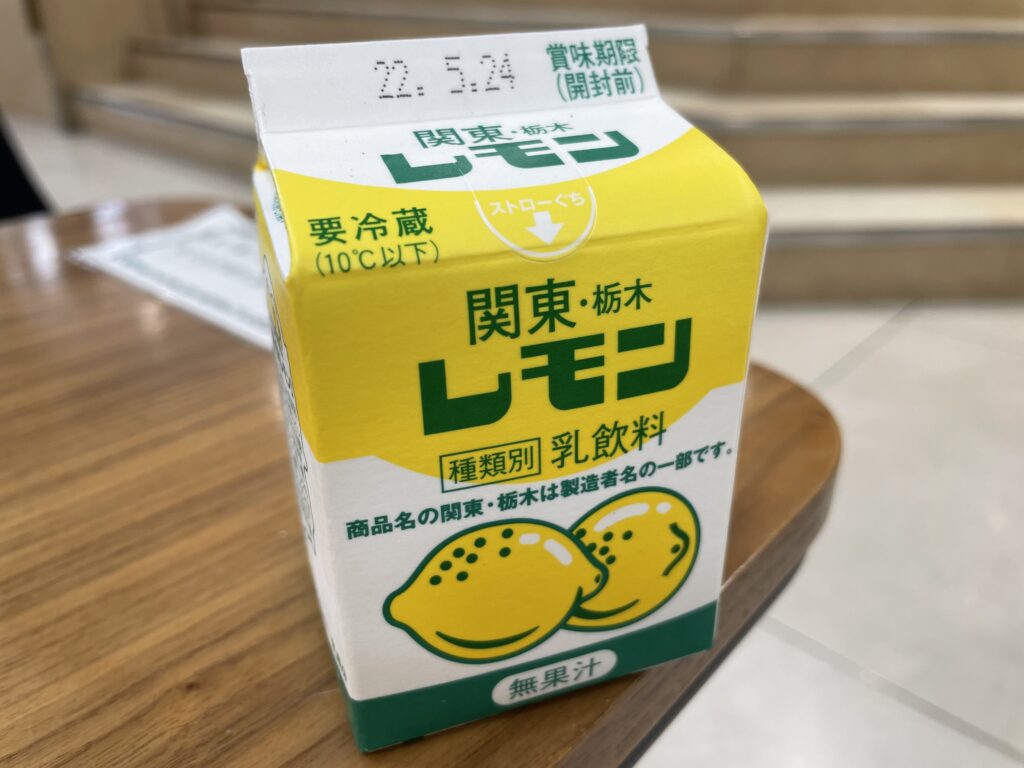 22. 5.24
賞味期限
(開封前)
関東・栃木
レモン
ストローぐち
要冷蔵
(10℃以下)
関東・栃木
レモン
種類別 乳飲料
商品名の関東・栃木は製造者名の一部です。
無果汁